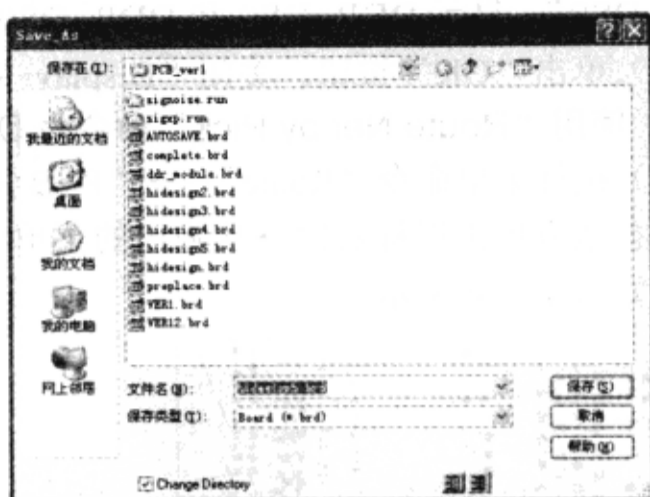 Save_As
保存在(I):
PCB_ver1
我最近的文档
桌面
我的文档
我的电脑
网上邻居
signoise.run
sigxp.run
AUTOSAVE.brd
complete.brd
ddr_module.brd
hidesign2.brd
hidesign3.brd
hidesign4.brd
hidesign5.brd
hidesign.brd
preplace.brd
VER1.brd
VER12.brd
文件名(N):
保存(S)
保存类型(T):
Board (*.brd)
取消
帮助(H)
Change Directory